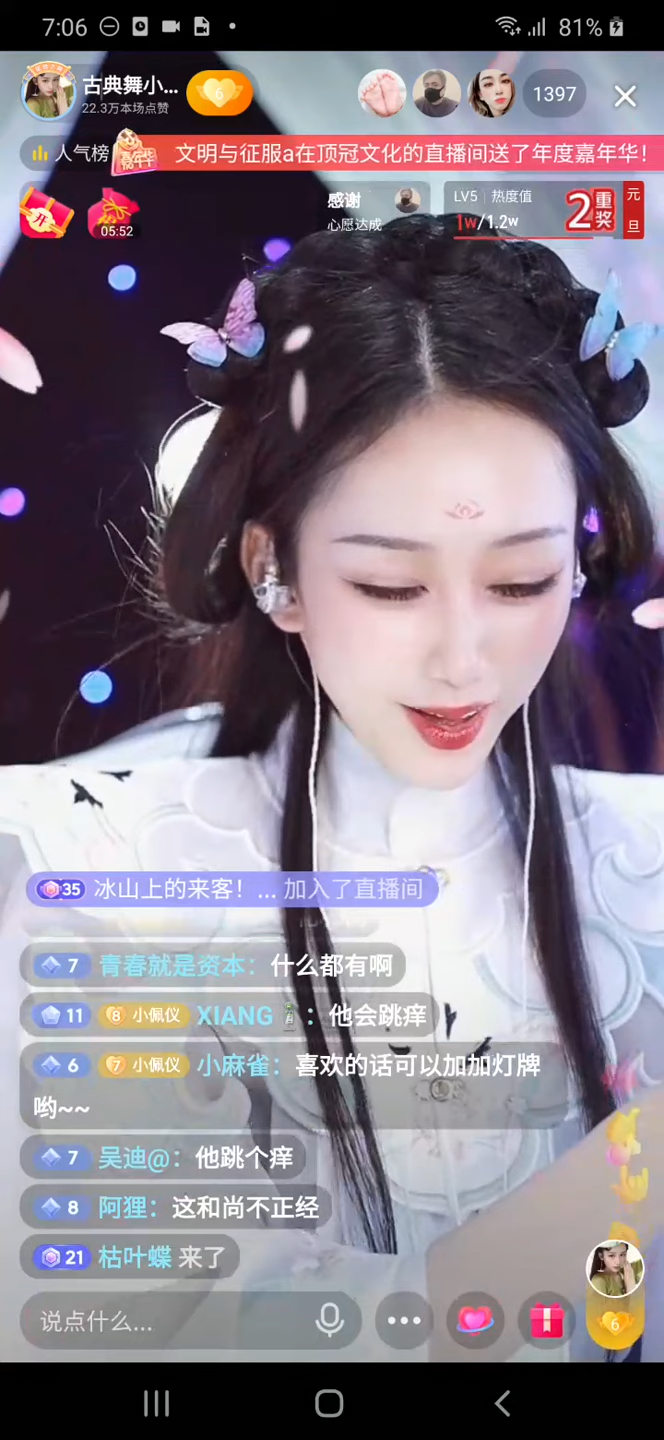 7:06
81%
古典舞小...
22.3万本场点赞
6
1397
人气榜
嘉年华
文明与征服a在顶冠文化的直播间送了年度嘉年华！
开
05:52
感谢
心愿达成
LV5 热度值
1w/1.2w
2重奖
元旦
35 冰山上的来客！... 加入了直播间
7 青春就是资本：什么都有啊
11 8 小佩仪 XIANG：他会跳痒
6 7 小佩仪 小麻雀：喜欢的话可以加加灯牌
哟~~
7 吴迪@：他跳个痒
8 阿狸：这和尚不正经
21 枯叶蝶 来了
说点什么...
6